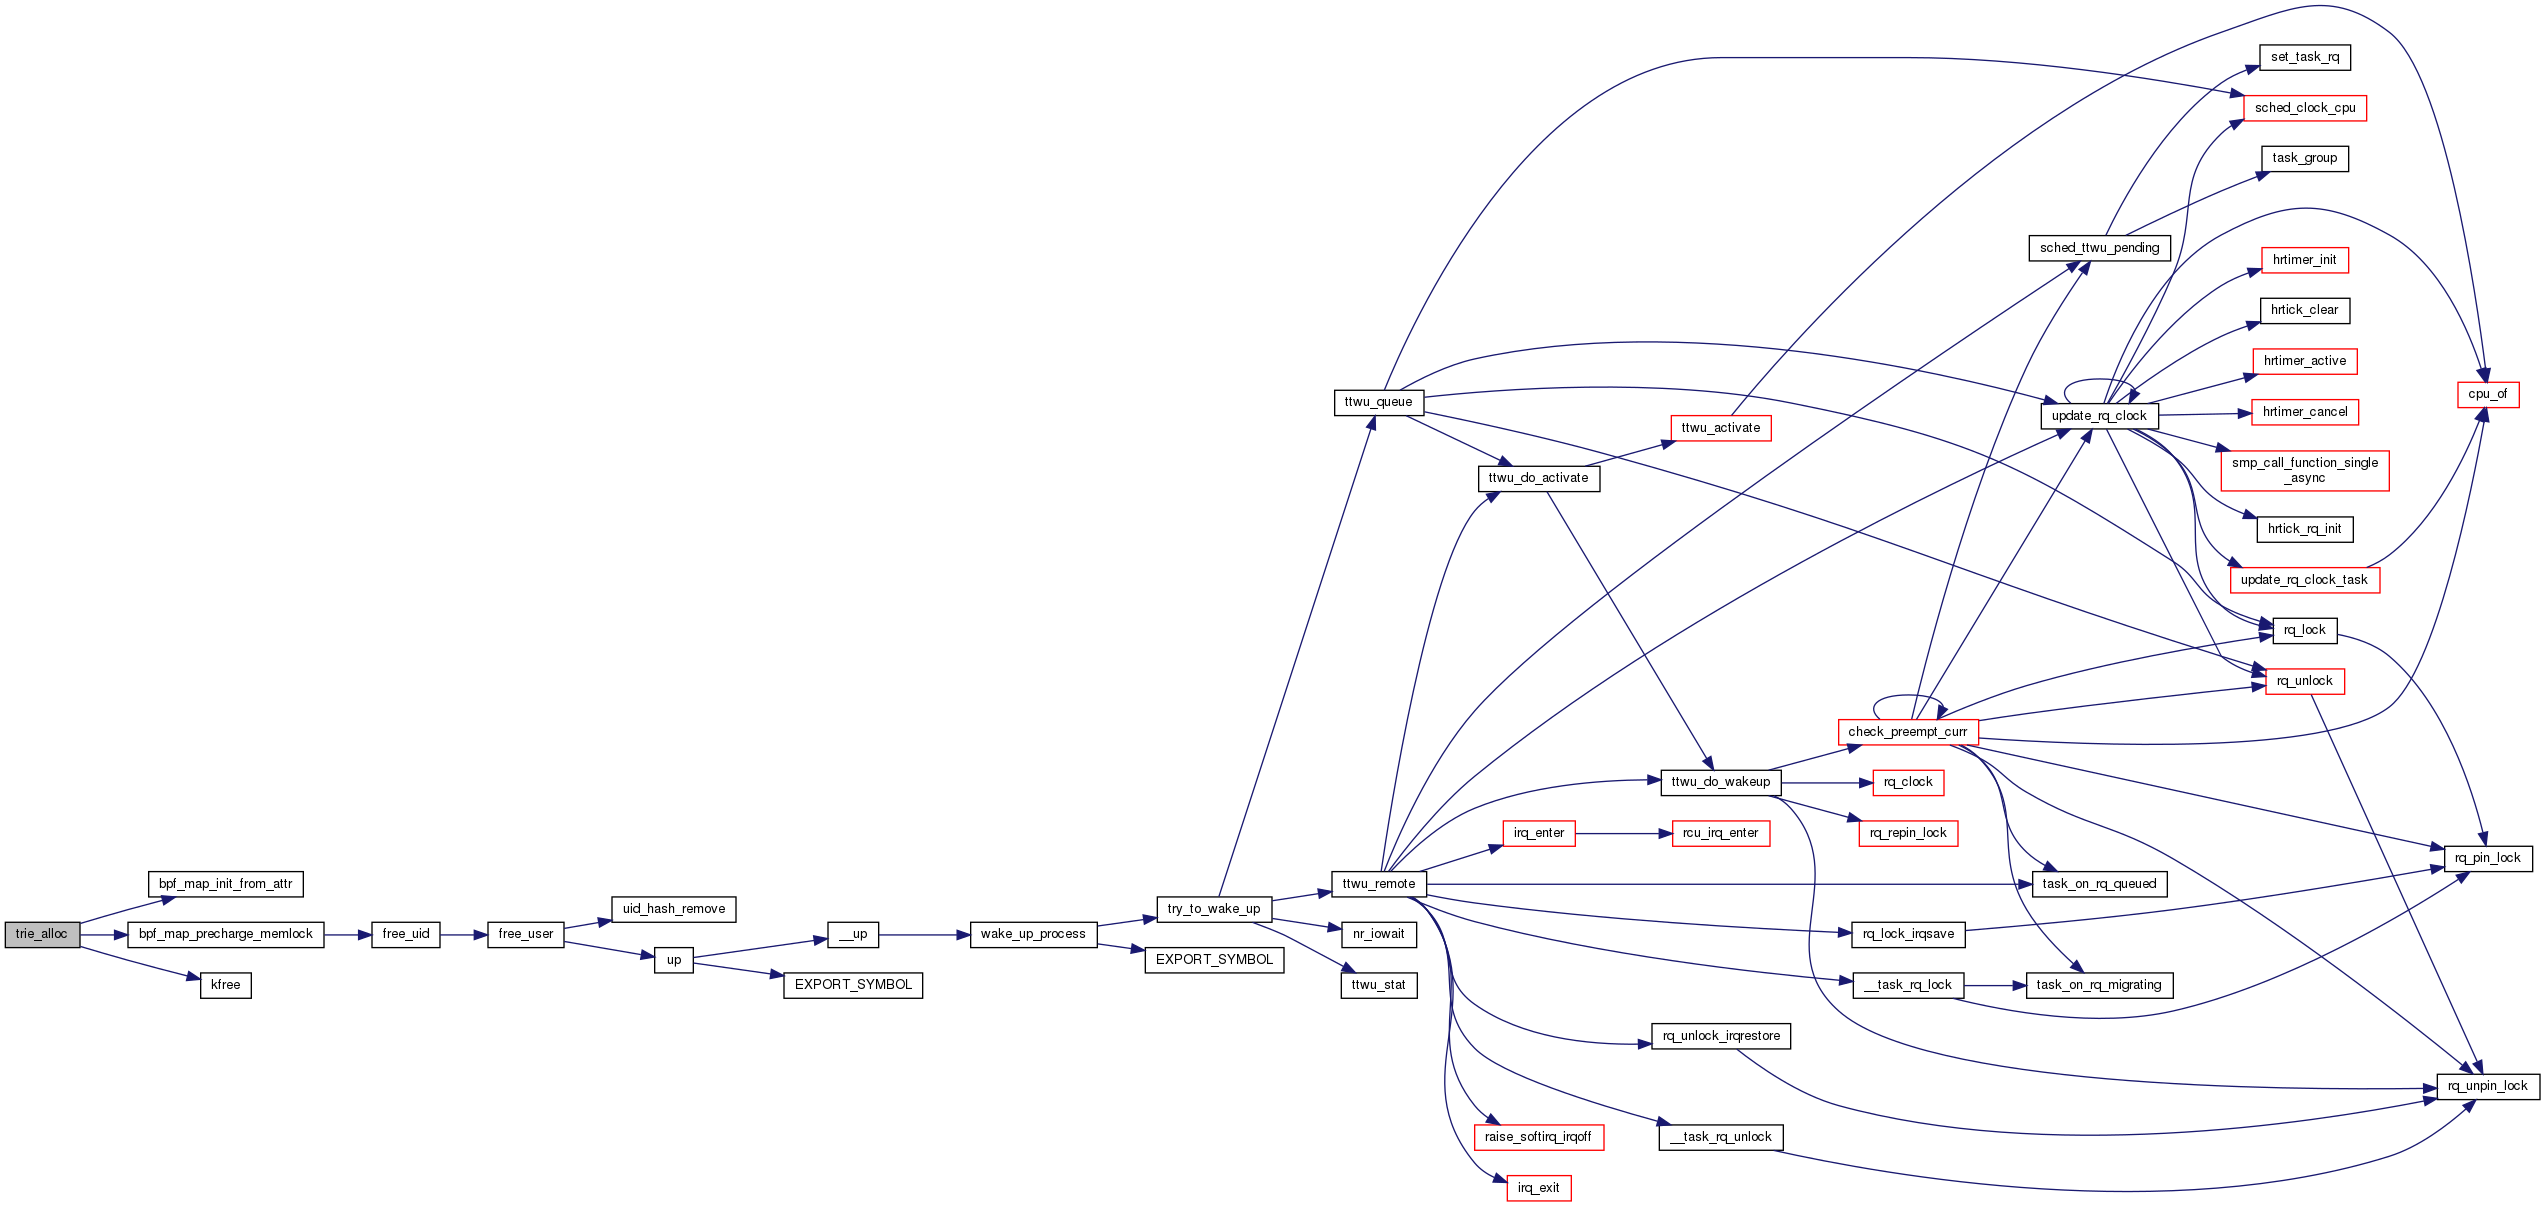 trie_alloc
bpf_map_init_from_attr
bpf_map_precharge_memlock
kfree
free_uid
free_user
uid_hash_remove
up
__up
EXPORT_SYMBOL
wake_up_process
try_to_wake_up
EXPORT_SYMBOL
ttwu_queue
ttwu_remote
nr_iowait
ttwu_stat
ttwu_do_activate
irq_enter
raise_softirq_irqoff
irq_exit
ttwu_activate
ttwu_do_wakeup
rcu_irq_enter
rq_unlock_irqrestore
__task_rq_unlock
check_preempt_curr
rq_clock
rq_repin_lock
rq_lock_irqsave
__task_rq_lock
sched_ttwu_pending
update_rq_clock
task_on_rq_queued
task_on_rq_migrating
set_task_rq
sched_clock_cpu
task_group
hrtimer_init
hrtick_clear
hrtimer_active
hrtimer_cancel
smp_call_function_single
_async
hrtick_rq_init
update_rq_clock_task
rq_lock
rq_unlock
cpu_of
rq_pin_lock
rq_unpin_lock